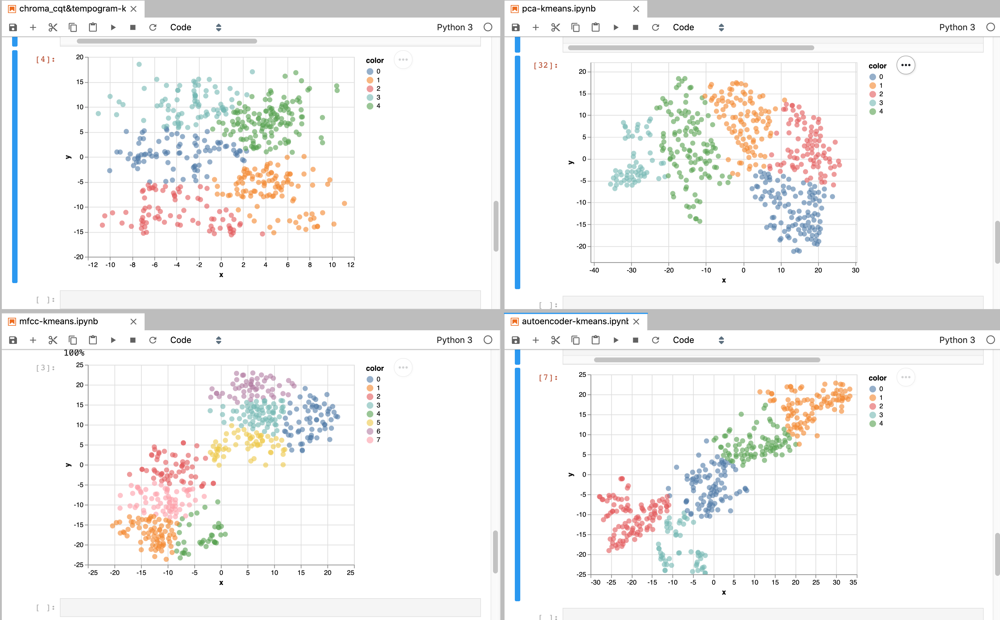 chroma_cqt&tempogram-k
Code
Python 3
[4]:
20
15
10
5
0
-5
-10
-15
-20
y
-12 -10 -8 -6 -4 -2 0 2 4 6 8 10 12
x
color
0
1
2
3
4
[ ]:
pca-kmeans.ipynb
Code
Python 3
[32]:
20
15
10
5
0
-5
-10
-15
-20
y
-40 -30 -20 -10 0 10 20 30
x
color
0
1
2
3
4
[ ]:
mfcc-kmeans.ipynb
Code
Python 3
100%
[3]:
25
20
15
10
5
0
-5
-10
-15
-20
-25
y
-25 -20 -15 -10 -5 0 5 10 15 20 25
x
color
0
1
2
3
4
5
6
7
[ ]:
autoencoder-kmeans.ipynb
Code
Python 3
[7]:
25
20
15
10
5
0
-5
-10
-15
-20
-25
y
-30 -25 -20 -15 -10 -5 0 5 10 15 20 25 30 35
x
color
0
1
2
3
4
[ ]: